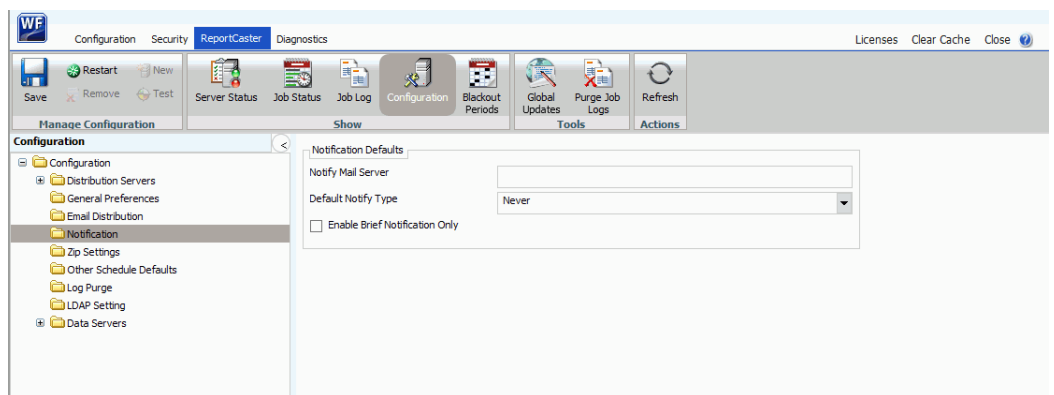 WF
Configuration Security ReportCaster Diagnostics Licenses Clear Cache Close ?
Save Restart New Remove Test
Server Status Job Status Job Log Configuration Blackout Periods Global Updates Purge Job Logs Refresh
Manage Configuration Show Tools Actions
Configuration
Configuration
Distribution Servers
General Preferences
Email Distribution
Notification
Zip Settings
Other Schedule Defaults
Log Purge
LDAP Setting
Data Servers
Notification Defaults
Notify Mail Server
Default Notify Type Never
Enable Brief Notification Only